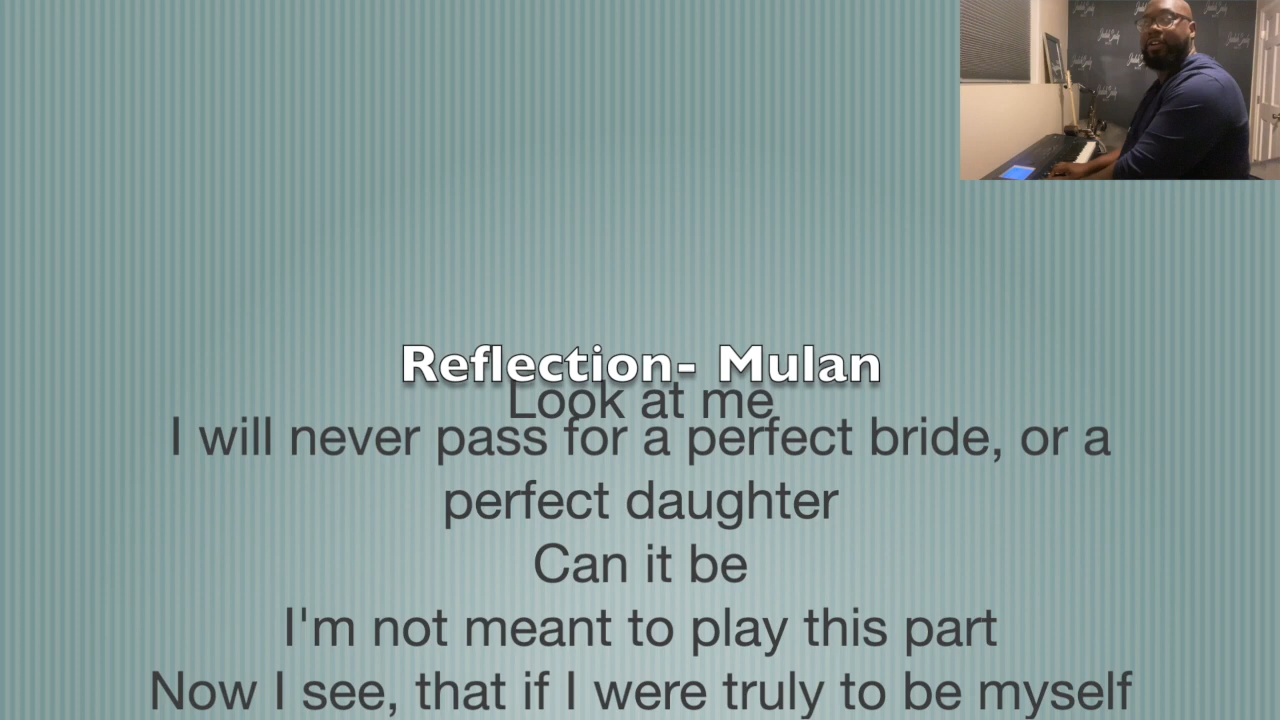 Reflection- Mulan
Look at me
I will never pass for a perfect bride, or a
perfect daughter
Can it be
I'm not meant to play this part
Now I see, that if I were truly to be myself